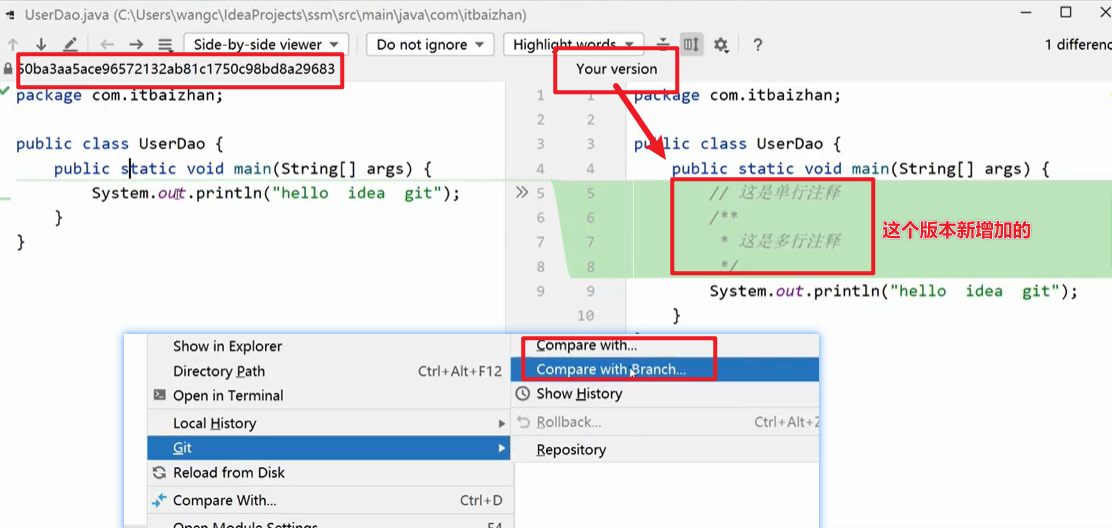 UserDao.java (C:\Users\wangc\IdeaProjects\ssm\src\main\java\com\itbaizhan)
Side-by-side viewer Do not ignore Highlight words ? 1 differenc
50ba3aa5ace96572132ab81c1750c98bd8a29683 Your version
package com.itbaizhan; 1 1 package com.itbaizhan;
2 2
public class UserDao { 3 3 public class UserDao {
public static void main(String[] args) { 4 4 public static void main(String[] args) {
System.out.println("hello idea git"); 5 5 // 这是单行注释
} 6 6 /**
这个版本新增加的
} 7 7 * 这是多行注释
8 8 */
9 9 System.out.println("hello idea git");
10 }
Show in Explorer
Directory Path Ctrl+Alt+F12
Open in Terminal
Local History
Git
Reload from Disk
Compare With... Ctrl+D
Open Module Settings F4
Compare with...
Compare with Branch...
Show History
Rollback... Ctrl+Alt+Z
Repository